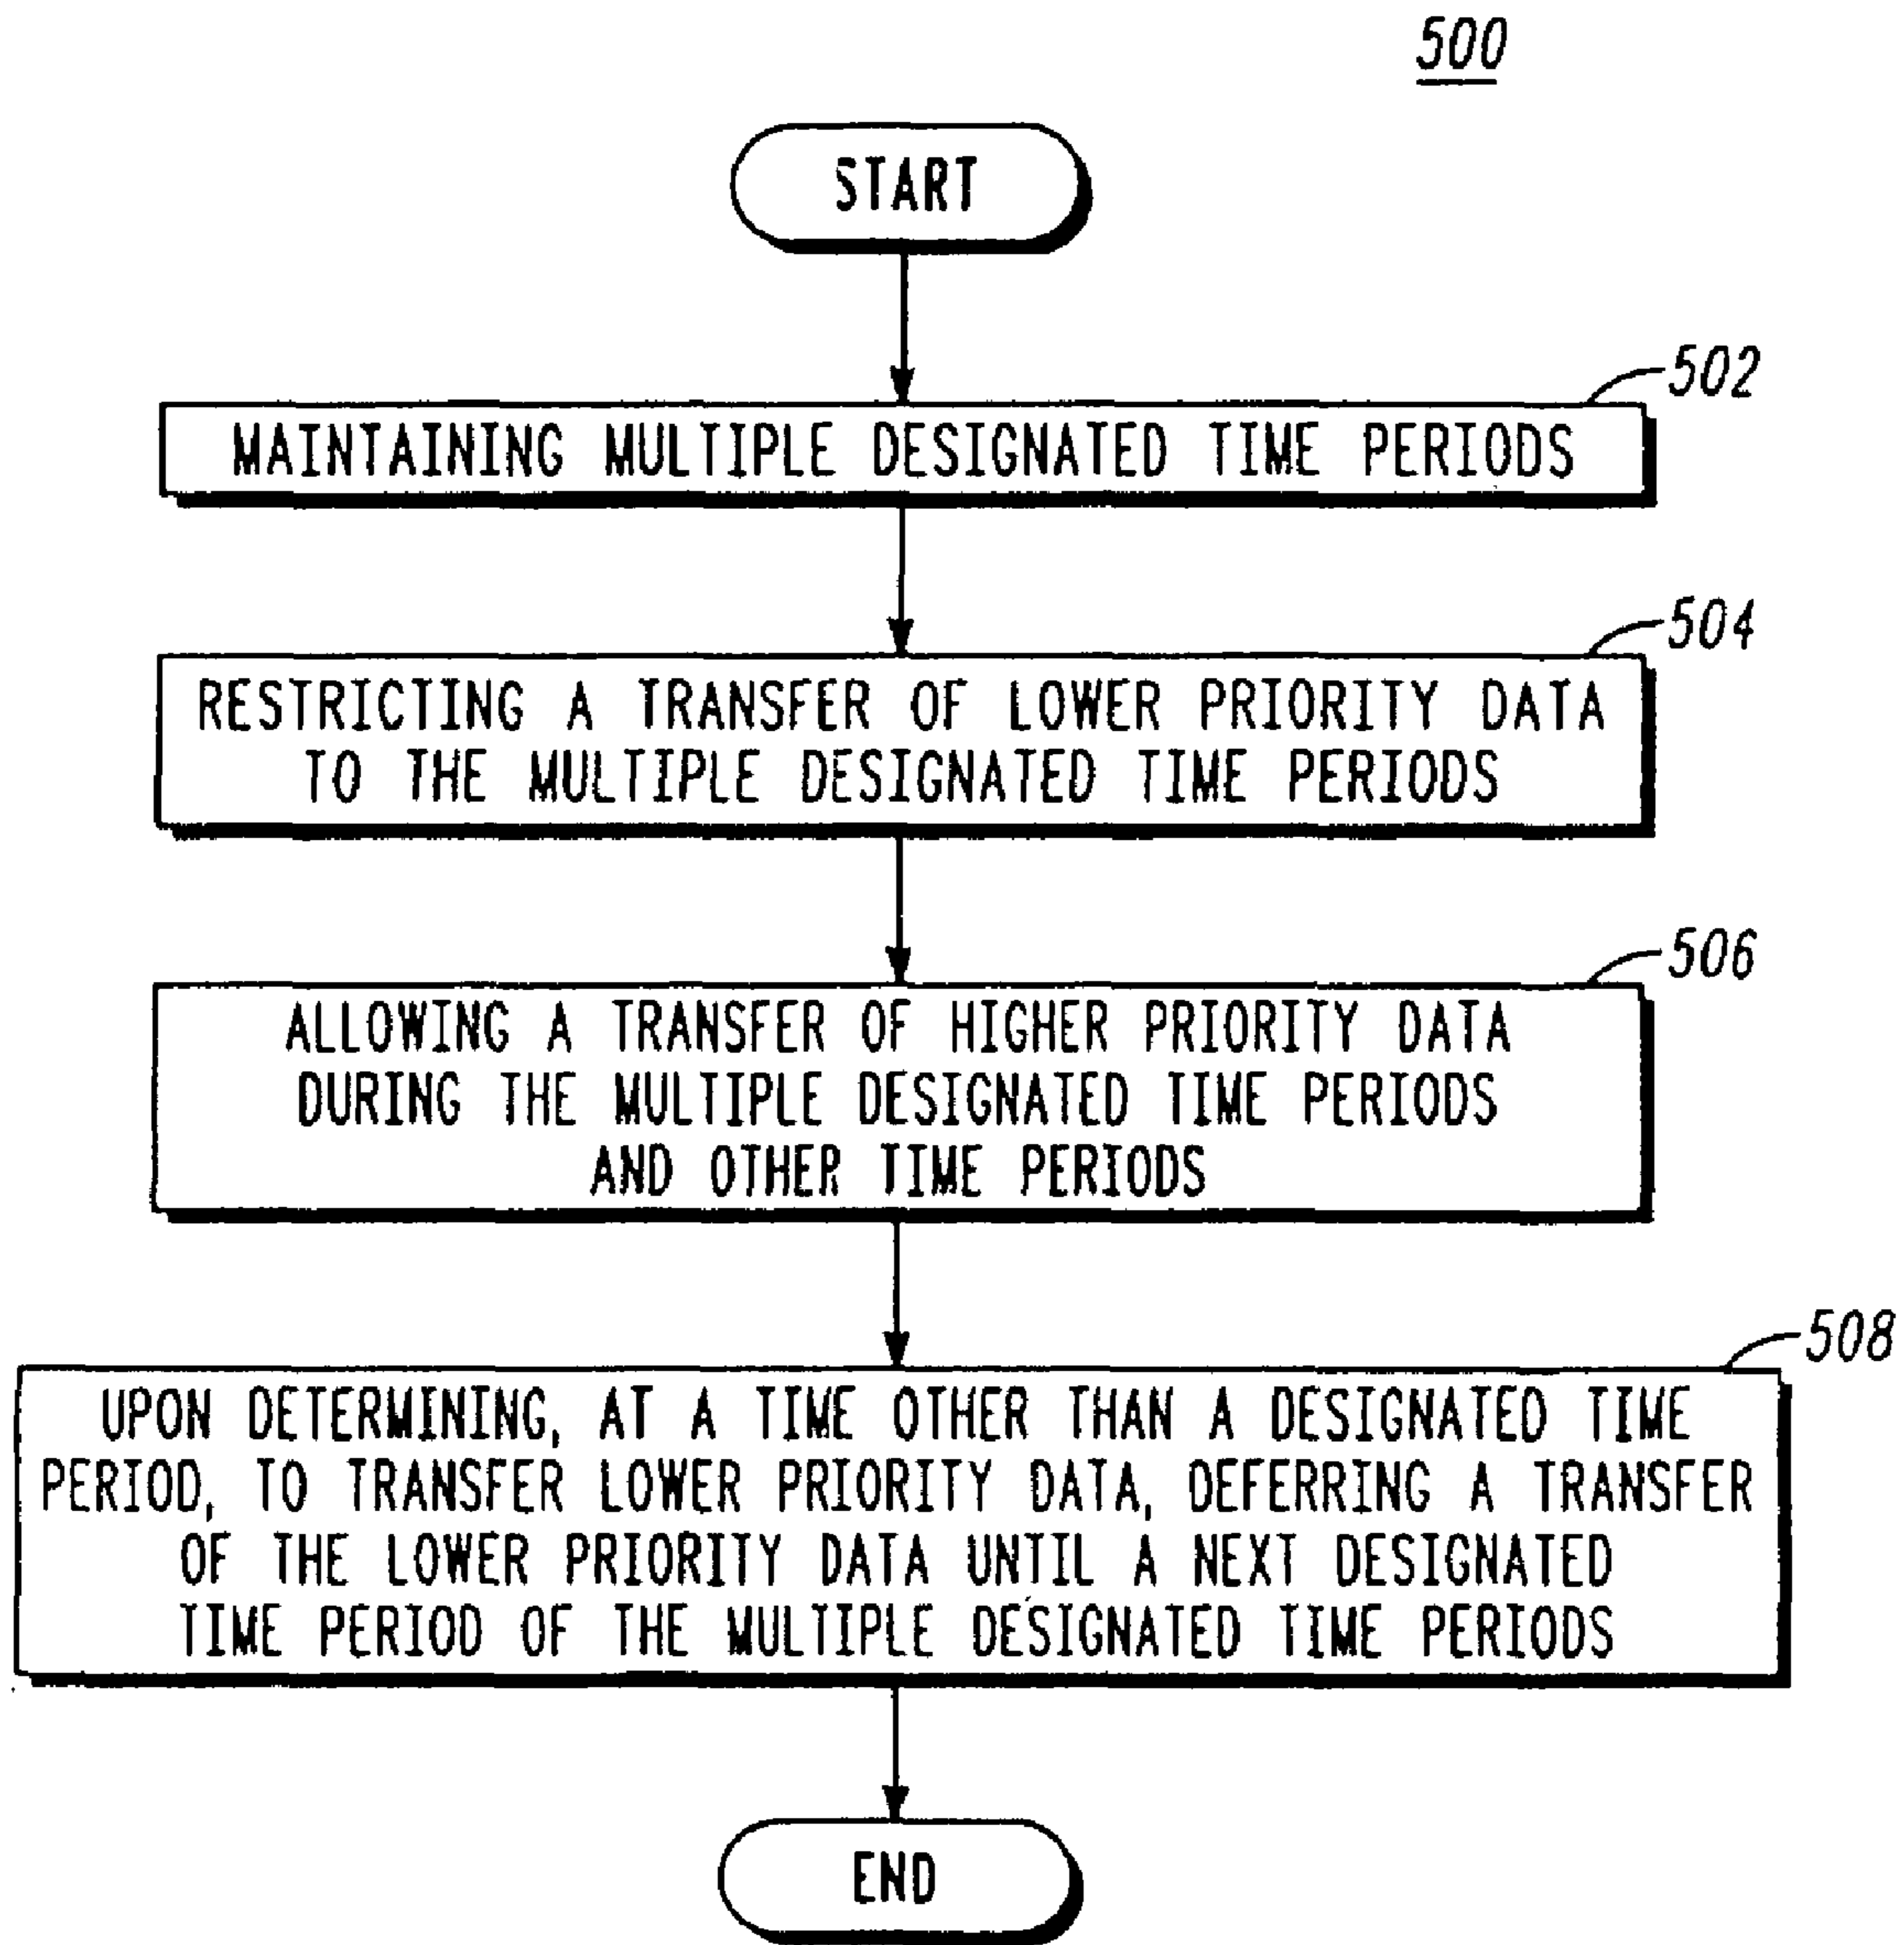 500
START
502
MAINTAINING MULTIPLE DESIGNATED TIME PERIODS
504
RESTRICTING A TRANSFER OF LOWER PRIORITY DATA
TO THE MULTIPLE DESIGNATED TIME PERIODS
506
ALLOWING A TRANSFER OF HIGHER PRIORITY DATA
DURING THE MULTIPLE DESIGNATED TIME PERIODS
AND OTHER TIME PERIODS
508
UPON DETERMINING, AT A TIME OTHER THAN A DESIGNATED TIME
PERIOD, TO TRANSFER LOWER PRIORITY DATA, DEFERRING A TRANSFER
OF THE LOWER PRIORITY DATA UNTIL A NEXT DESIGNATED
TIME PERIOD OF THE MULTIPLE DESIGNATED TIME PERIODS
END